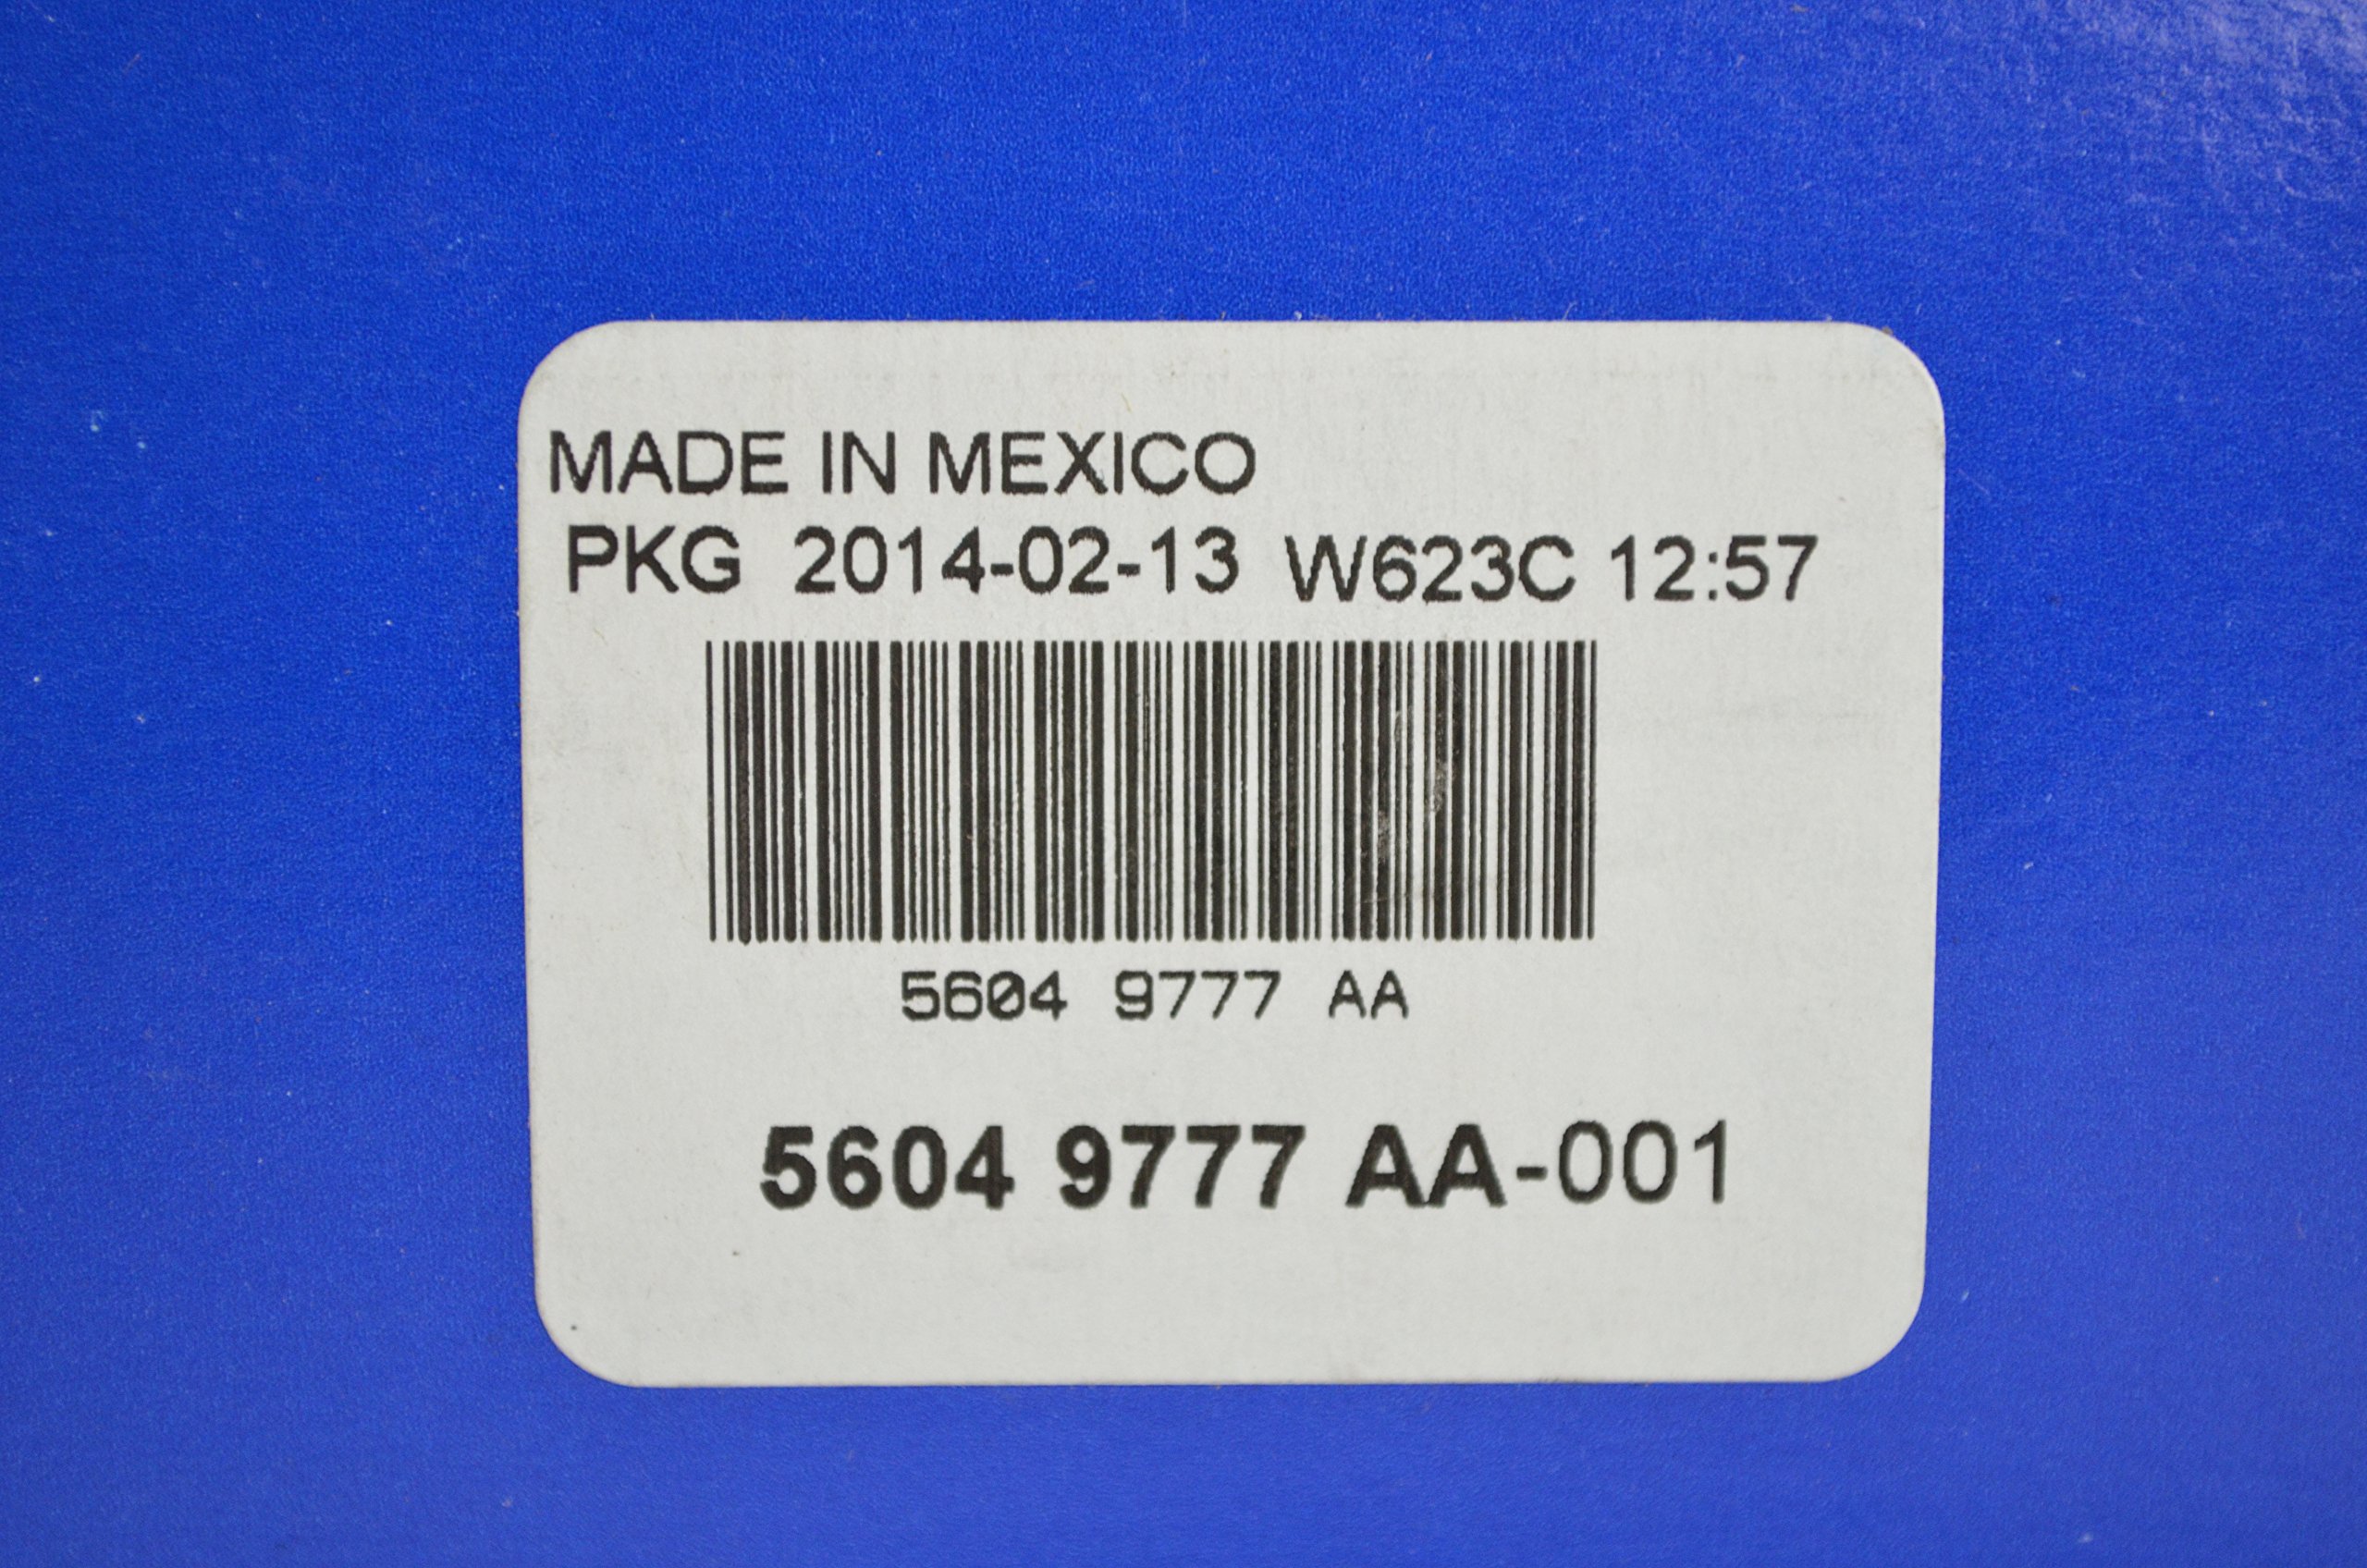 MADE IN MEXICO
PKG 2014-02-13 W623C 12:57
5604 9777 AA
5604 9777 AA-001